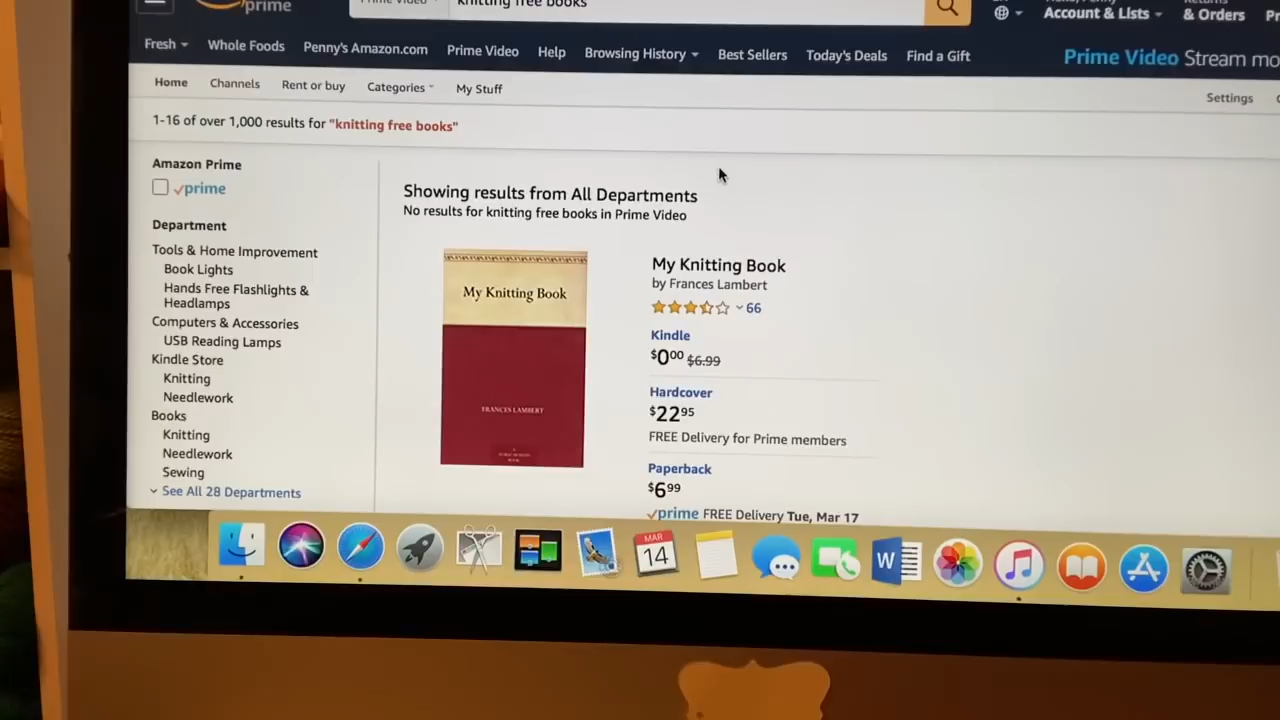 prime
knitting free books
Account & Lists
& Orders
Fresh
Whole Foods
Penny's Amazon.com
Prime Video
Help
Browsing History
Best Sellers
Today's Deals
Find a Gift
Prime Video Stream
Home
Channels
Rent or buy
Categories
My Stuff
Settings
1-16 of over 1,000 results for "knitting free books"
Amazon Prime
prime
Department
Tools & Home Improvement
Book Lights
Hands Free Flashlights &
Headlamps
Computers & Accessories
USB Reading Lamps
Kindle Store
Knitting
Needlework
Books
Knitting
Needlework
Sewing
See All 28 Departments
Showing results from All Departments
No results for knitting free books in Prime Video
My Knitting Book
FRANCES LAMBERT
My Knitting Book
by Frances Lambert
66
Kindle
$0.00 $6.99
Hardcover
$22.95
FREE Delivery for Prime members
Paperback
$6.99
prime FREE Delivery Tue, Mar 17
MAR
14
W